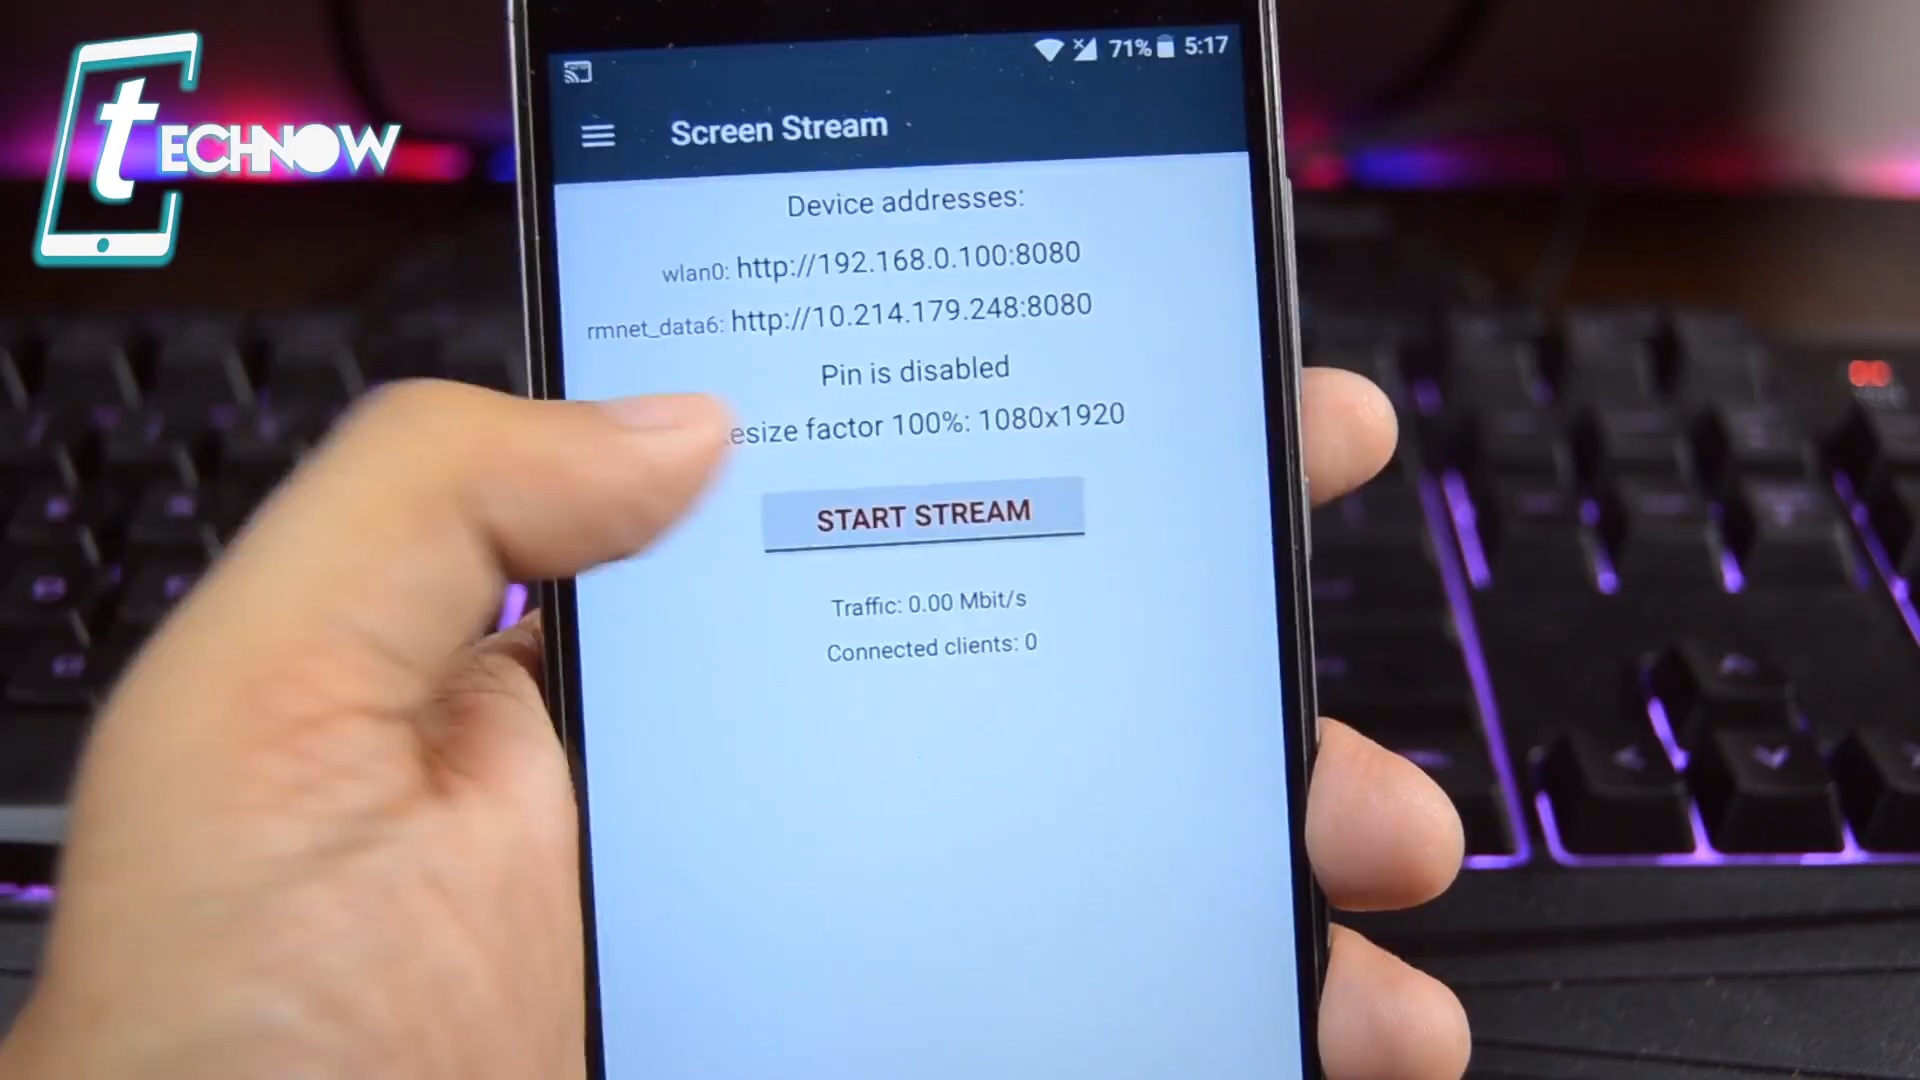 tECHNOW
71% 5:17
Screen Stream
Device addresses:
wlan0: http://192.168.0.100:8080
rmnet_data6: http://10.214.179.248:8080
Pin is disabled
esize factor 100%: 1080x1920
START STREAM
Traffic: 0.00 Mbit/s
Connected clients: 0